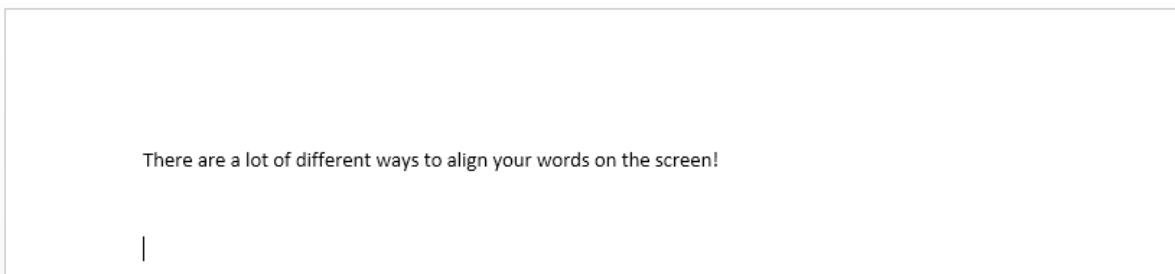 There are a lot of different ways to align your words on the screen!